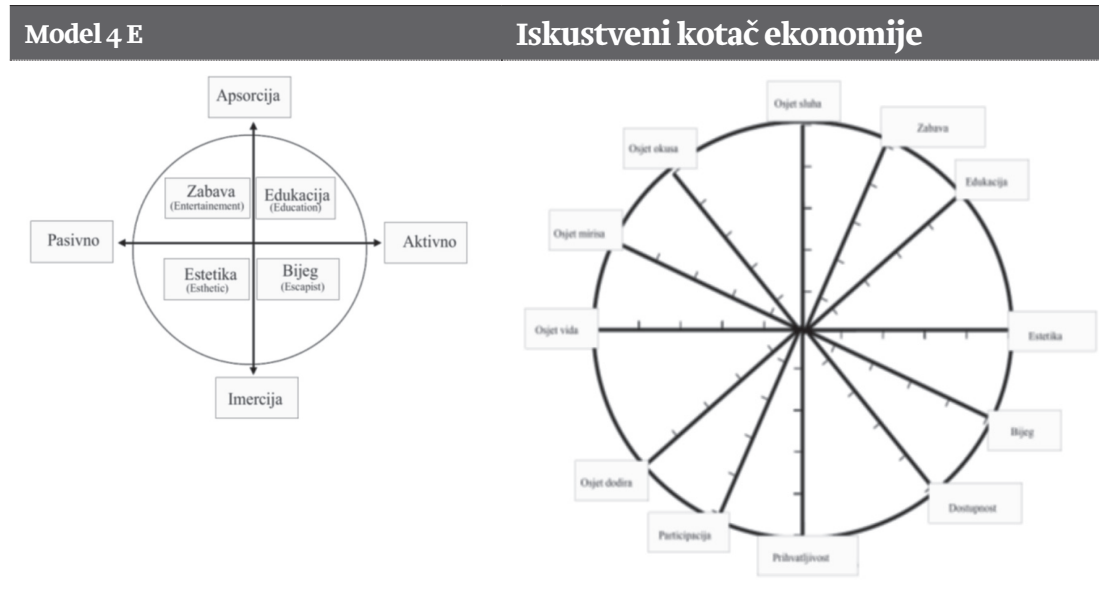 Model 4 E
Iskustveni kotač ekonomije
Apsorcija
Zabava
(Entertainement)
Edukacija
(Education)
Pasivno
Aktivno
Estetika
(Esthetic)
Bijeg
(Escapist)
Imercija
Osjet sluha
Zabava
Edukacija
Estetika
Bijeg
Dostupnost
Prihvatljivost
Participacija
Osjet dodira
Osjet vida
Osjet mirisa
Osjet okusa